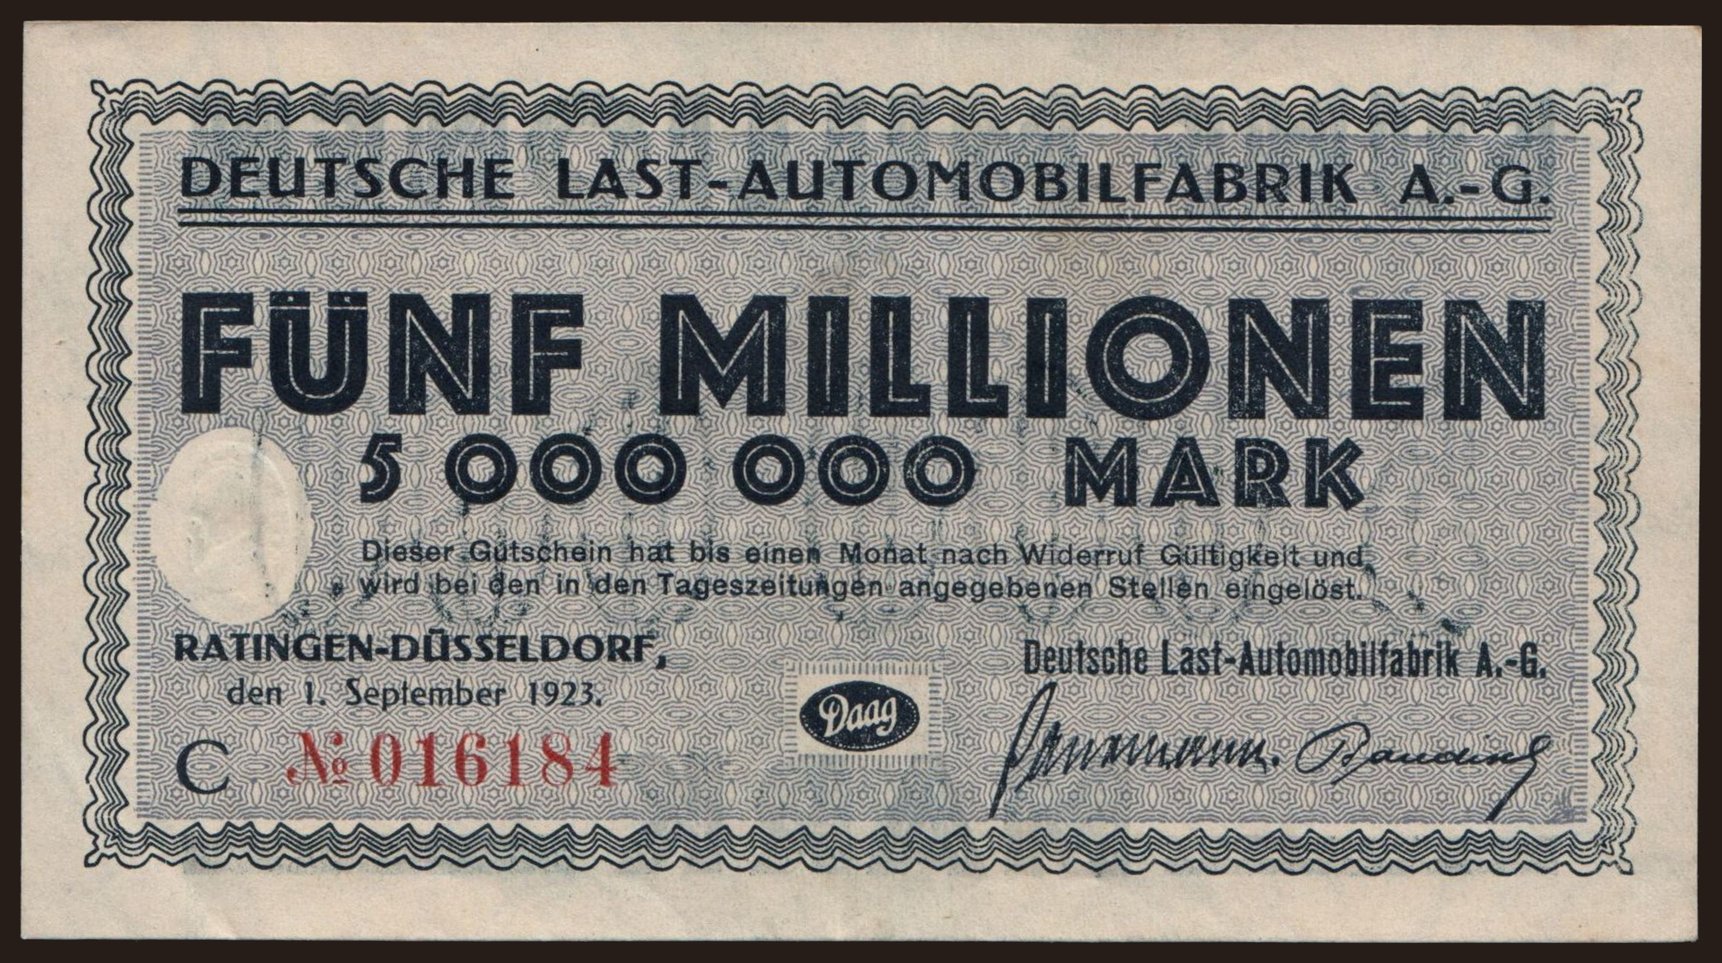 DEUTSCHE LAST-AUTOMOBILFABRIK A.-G.
FÜNF MILLIONEN
5 000 000 MARK
Dieser Gutschein hat bis einen Monat nach Widerruf Gültigkeit und
wird bei den in den Tageszeitungen angegebenen Stellen eingelöst.
RATINGEN-DÜSSELDORF,
den 1. September 1923.
Deutsche Last-Automobilfabrik A.-G.
Daag
C № 016184